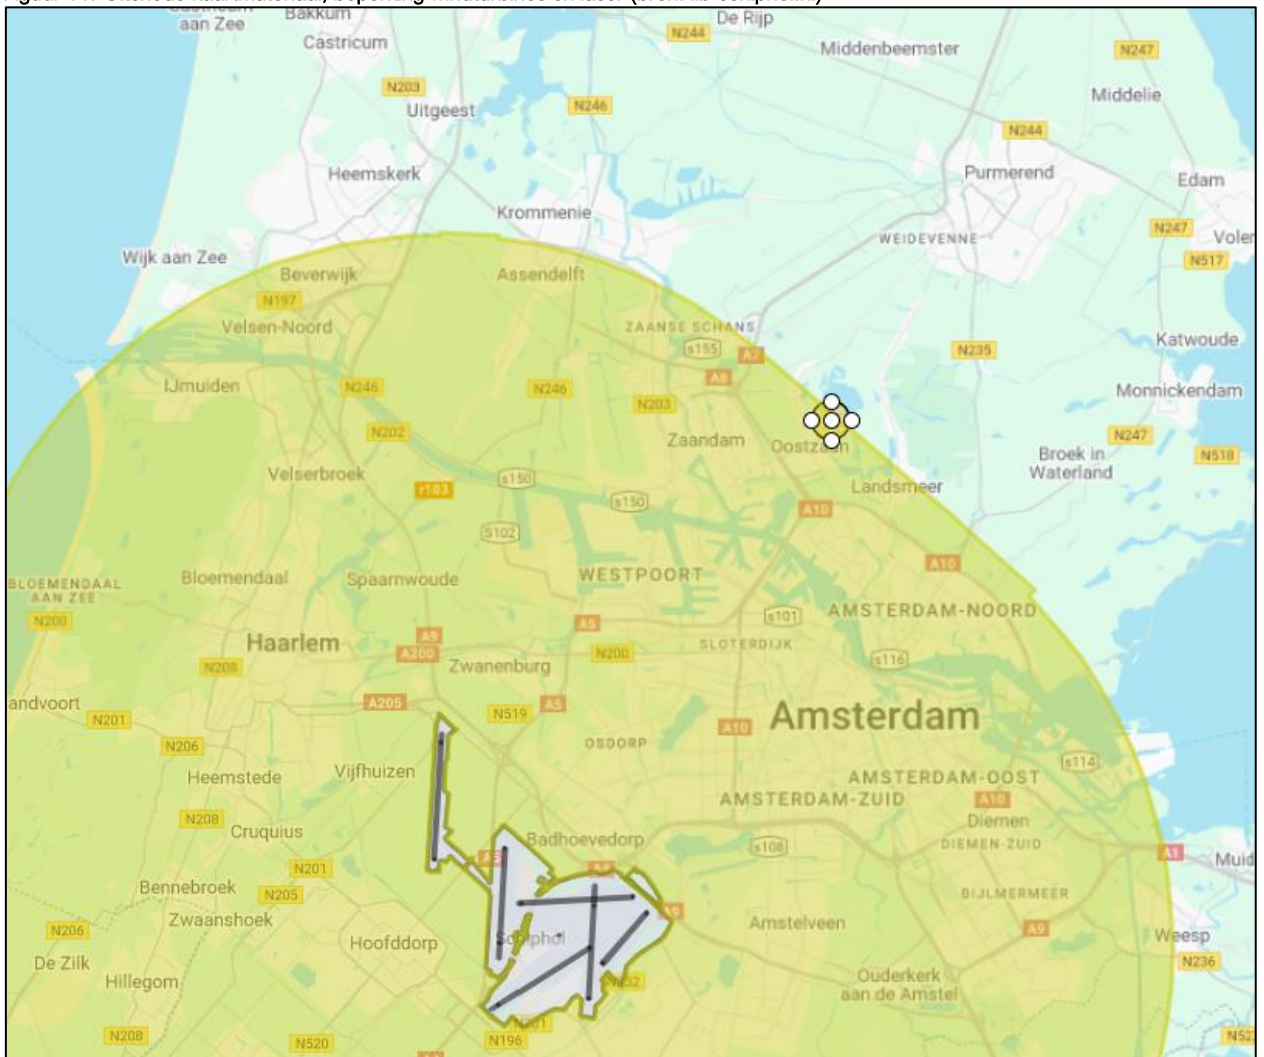 aan Zee
Bakkum
Castricum
De Rijp
N244
Middenbeemster
N247
N203
Uitgeest
N246
Middelie
N244
Heemskerk
Purmerend
Edam
Krommenie
N247
WEIDEVENNE
Wijk aan Zee
N517
Beverwijk
Assendelft
N197
Velsen-Noord
ZAANSE SCHANS
s155
A7
N235
Katwoude
A8
IJmuiden
N246
N246
N203
Monnickendam
N202
Zaandam
N247
Broek in
Waterland
N518
Velserbroek
s150
r103
s150
Landsmeer
A10
S102
A10
BLOEMENDAAL
AAN ZEE
Bloemendaal
Spaarnwoude
WESTPOORT
N200
A5
s101
AMSTERDAM-NOORD
Haarlem
A9
A200
N200
SLOTERDIJK
s116
N208
Zwanenburg
andvoort
A205
A5
N201
N519
A10
Amsterdam
N206
OSDORP
s114
Heemstede
Vijfhuizen
AMSTERDAM-OOST
AMSTERDAM-ZUID
A10
N208
Cruquius
Diemen
Badhoevedorp
s108
DIEMEN-ZUID
A1
Muid
N201
Bennebroek
N205
BIJLMERMEER
Zwaanshoek
Amstelveen
N206
A9
Hoofddorp
Schiphol
Weesp
De Zilk
N236
Hillegom
Ouderkerk
aan de Amstel
N208
N520
N196